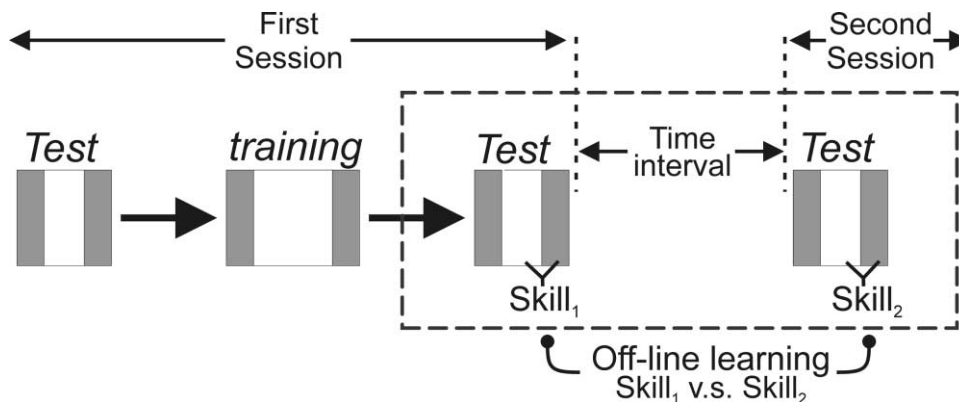 First
Session
Second
Session
Test
training
Test
Time
interval
Test
Skill₁
Skill₂
Off-line learning
Skill₁ v.s. Skill₂